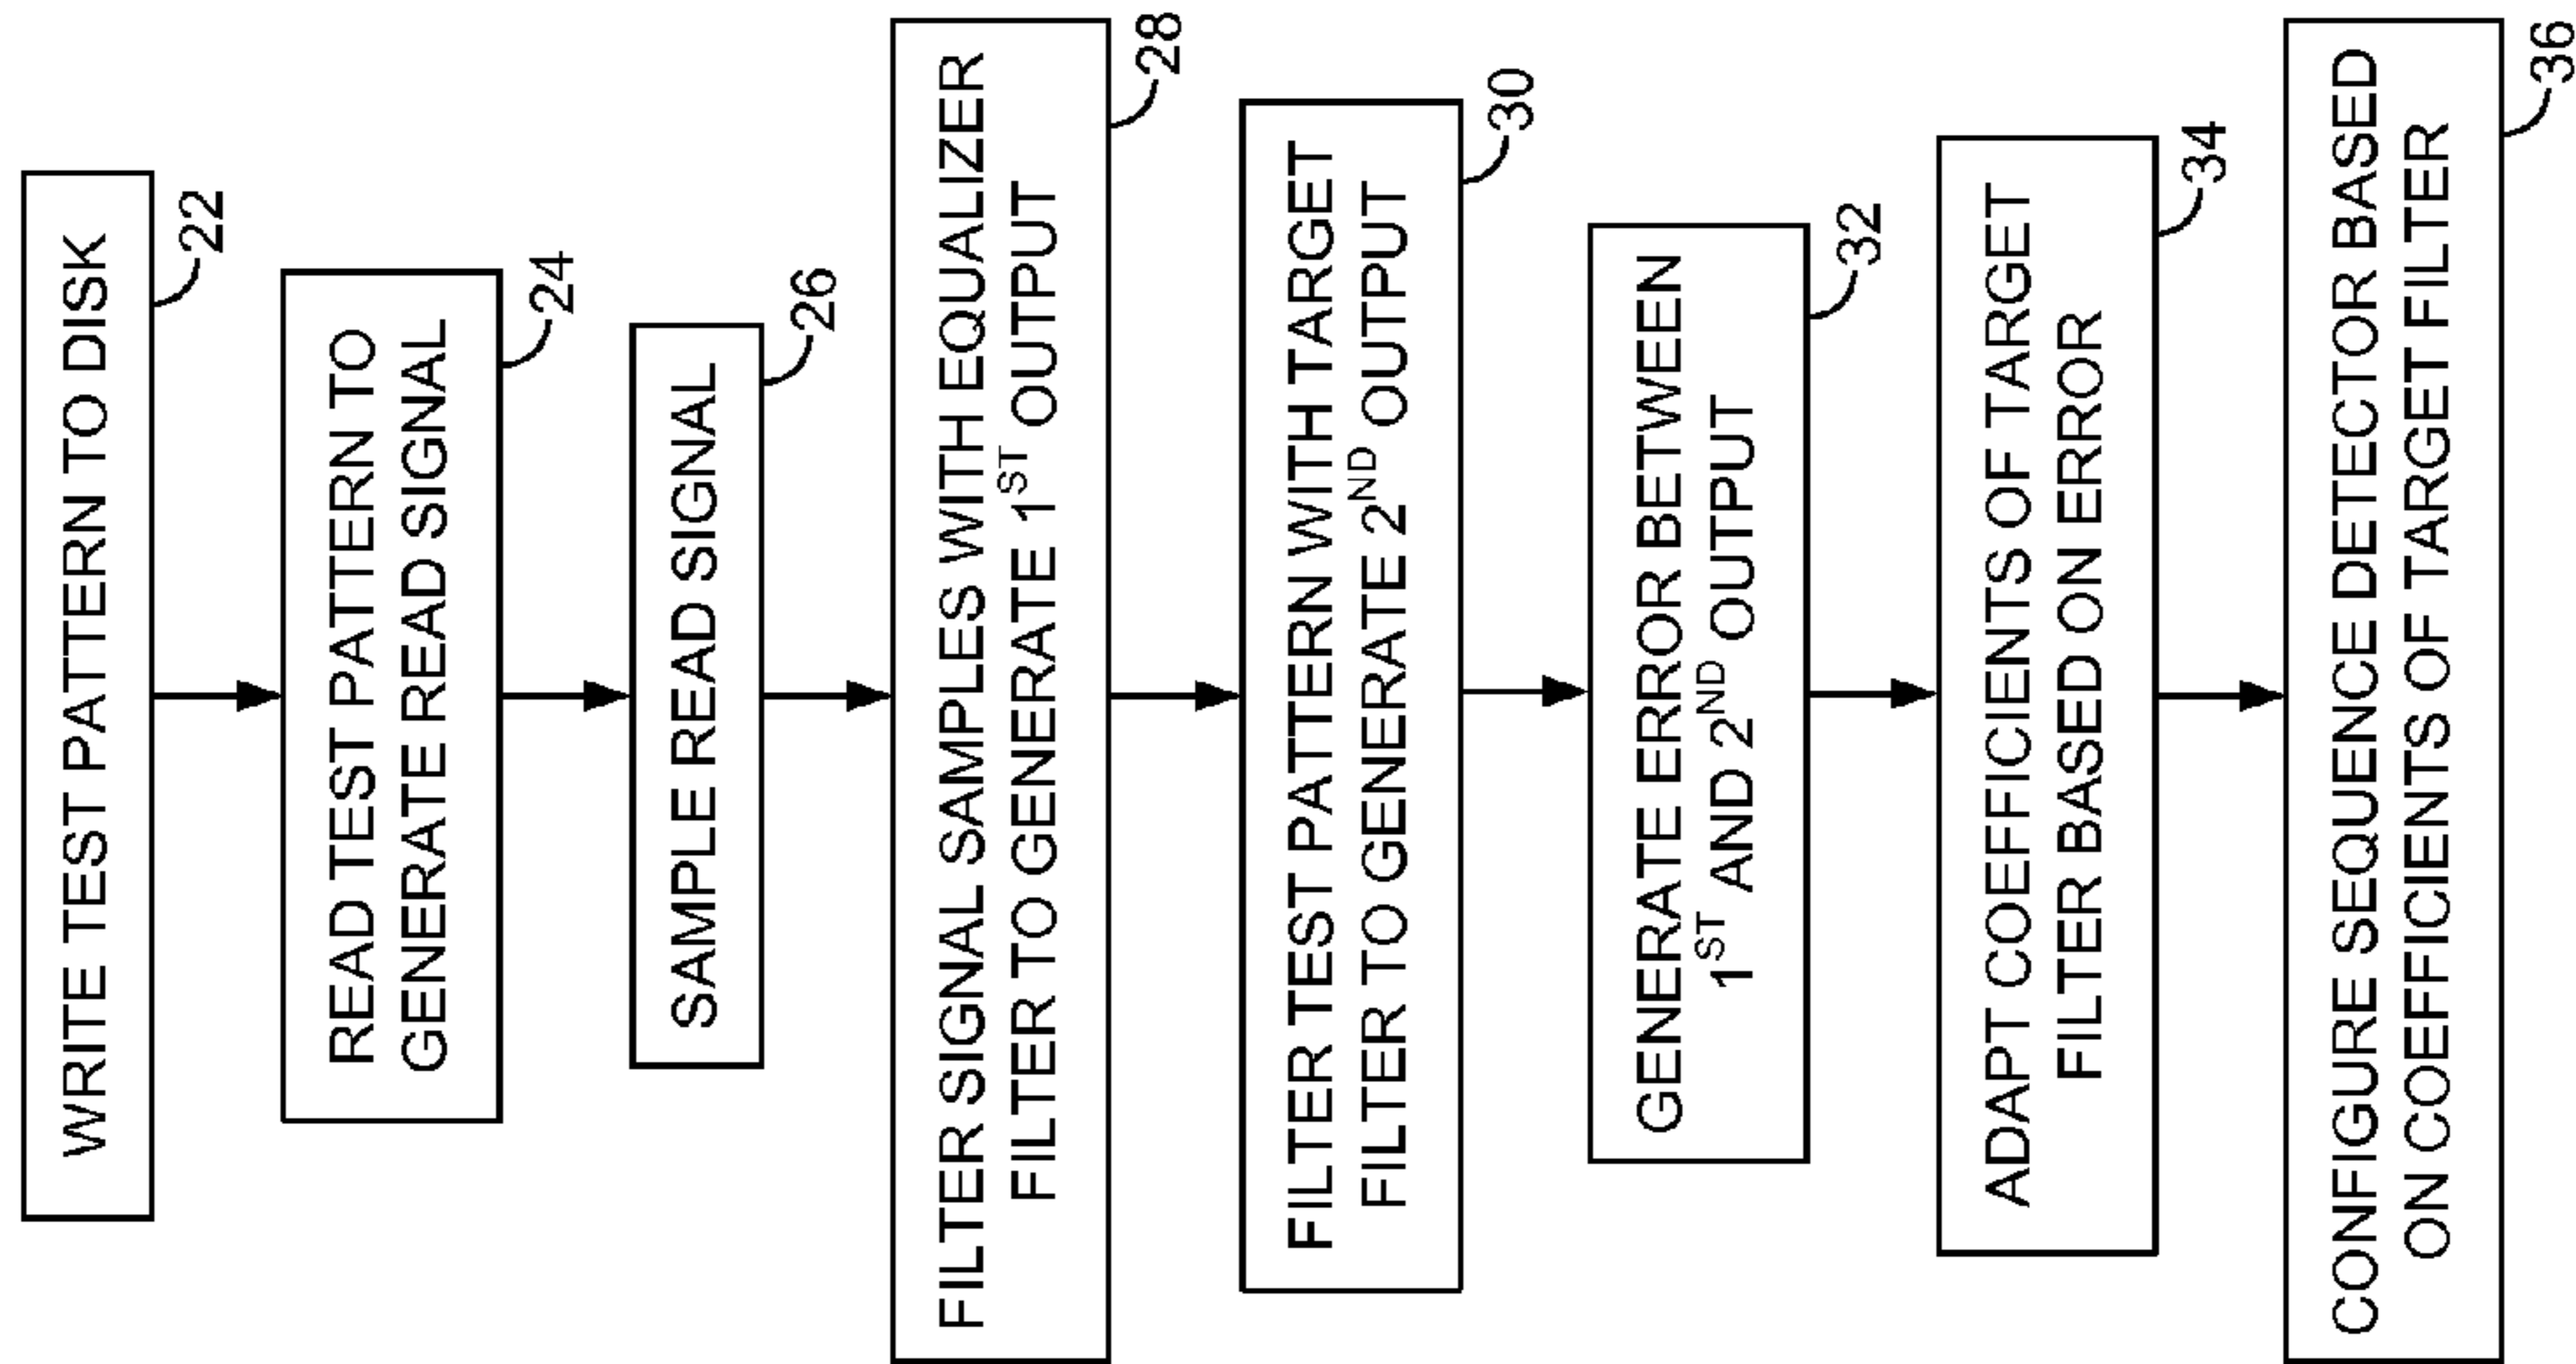 WRITE TEST PATTERN TO DISK
22
READ TEST PATTERN TO
GENERATE READ SIGNAL
24
SAMPLE READ SIGNAL
26
FILTER SIGNAL SAMPLES WITH EQUALIZER
FILTER TO GENERATE 1ST OUTPUT
28
FILTER TEST PATTERN WITH TARGET
FILTER TO GENERATE 2ND OUTPUT
30
GENERATE ERROR BETWEEN
1ST AND 2ND OUTPUT
32
ADAPT COEFFICIENTS OF TARGET
FILTER BASED ON ERROR
34
CONFIGURE SEQUENCE DETECTOR BASED
ON COEFFICIENTS OF TARGET FILTER
36